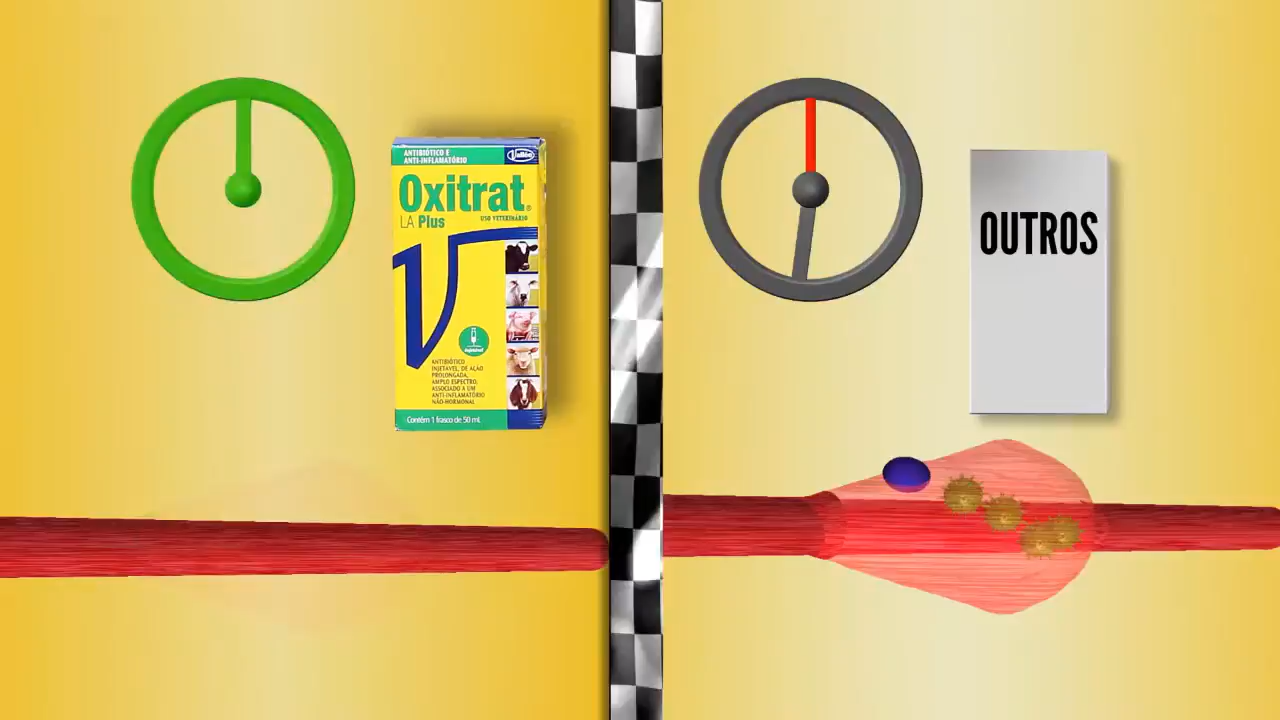 ANTIBIÓTICO E
ANTI-INFLAMATÓRIO
Vallée
Oxitrat®
LA Plus
USO VETERINÁRIO
Injetável
ANTIBIÓTICO
INJETÁVEL, DE AÇÃO
PROLONGADA,
AMPLO ESPECTRO,
ASSOCIADO A UM
ANTI-INFLAMATÓRIO
NÃO-HORMONAL
Contém 1 frasco de 50 mL
OUTROS